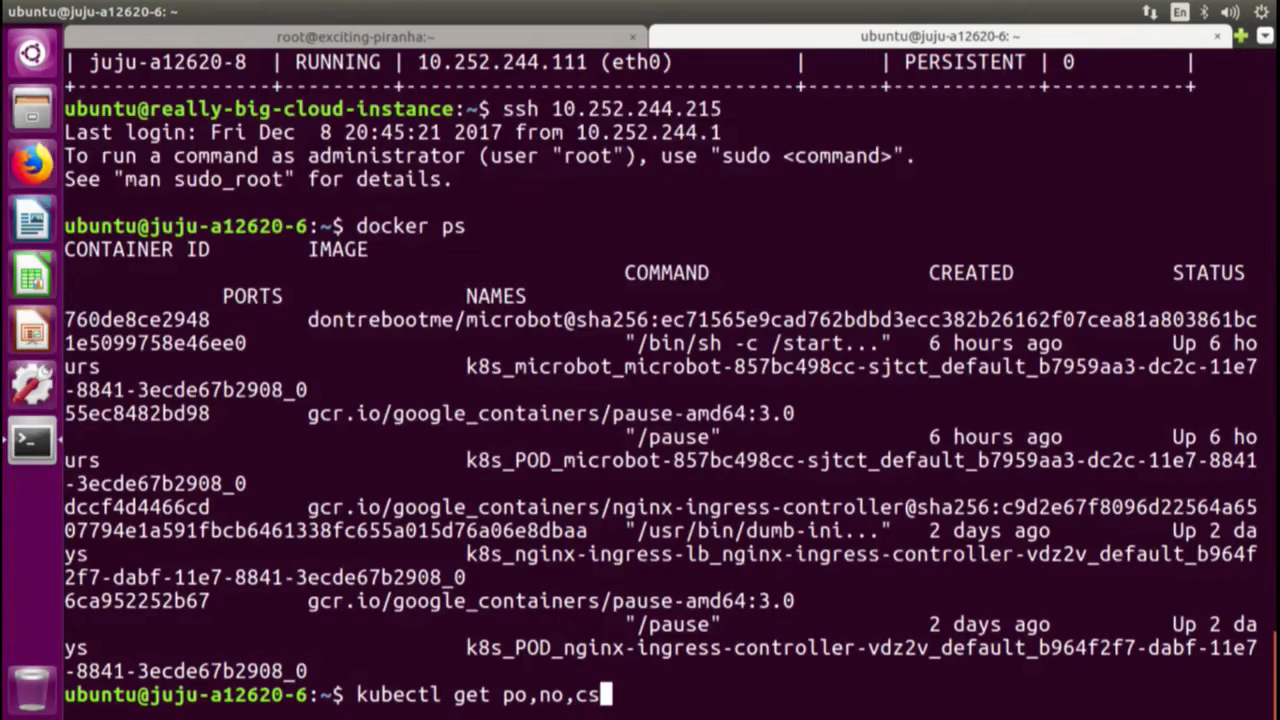 ubuntu@juju-a12620-6: ~
En
root@exciting-piranha:~ ×
ubuntu@juju-a12620-6: ~ ×
| juju-a12620-8 | RUNNING | 10.252.244.111 (eth0) | | PERSISTENT | 0 |
+---------------+---------+-----------------------+------+------------+-----------+
ubuntu@really-big-cloud-instance:~$ ssh 10.252.244.215
Last login: Fri Dec 8 20:45:21 2017 from 10.252.244.1
To run a command as administrator (user "root"), use "sudo <command>".
See "man sudo_root" for details.
ubuntu@juju-a12620-6:~$ docker ps
CONTAINER ID IMAGE
COMMAND CREATED STATUS
PORTS NAMES
760de8ce2948 dontrebootme/microbot@sha256:ec71565e9cad762bdbd3ecc382b26162f07cea81a803861bc
1e5099758e46ee0 "/bin/sh -c /start..." 6 hours ago Up 6 ho
urs k8s_microbot_microbot-857bc498cc-sjtct_default_b7959aa3-dc2c-11e7
-8841-3ecde67b2908_0
55ec8482bd98 gcr.io/google_containers/pause-amd64:3.0
"/pause" 6 hours ago Up 6 ho
urs k8s_POD_microbot-857bc498cc-sjtct_default_b7959aa3-dc2c-11e7-8841
-3ecde67b2908_0
dccf4d4466cd gcr.io/google_containers/nginx-ingress-controller@sha256:c9d2e67f8096d22564a65
07794e1a591fbcb6461338fc655a015d76a06e8dbaa "/usr/bin/dumb-ini..." 2 days ago Up 2 da
ys k8s_nginx-ingress-lb_nginx-ingress-controller-vdz2v_default_b964f
2f7-dabf-11e7-8841-3ecde67b2908_0
6ca952252b67 gcr.io/google_containers/pause-amd64:3.0
"/pause" 2 days ago Up 2 da
ys k8s_POD_nginx-ingress-controller-vdz2v_default_b964f2f7-dabf-11e7
-8841-3ecde67b2908_0
ubuntu@juju-a12620-6:~$ kubectl get po,no,cs